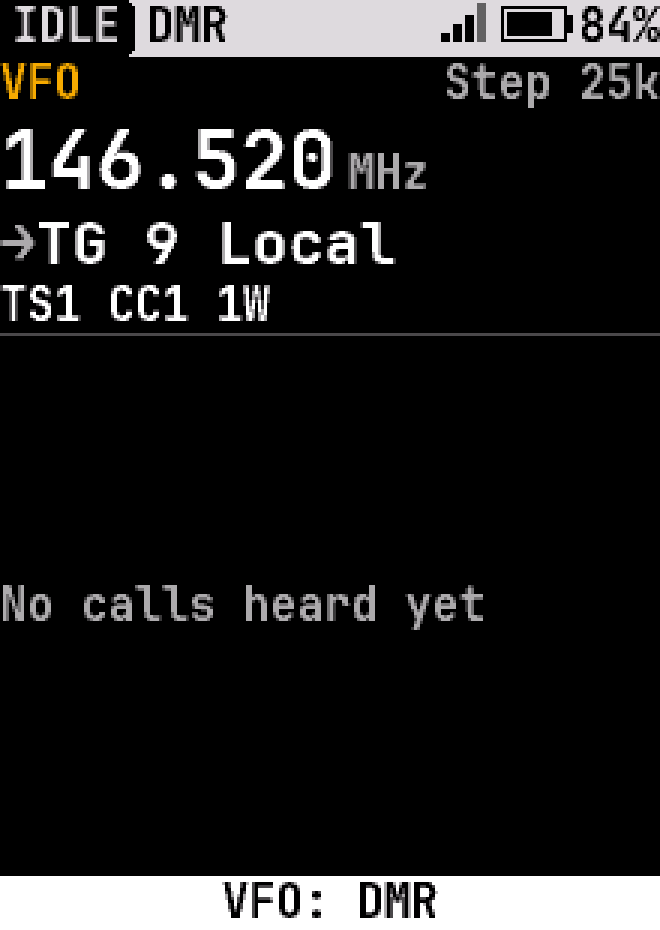 IDLE DMR 84%
VFO Step 25k
146.520 MHz
→TG 9 Local
TS1 CC1 1W
No calls heard yet
VFO: DMR